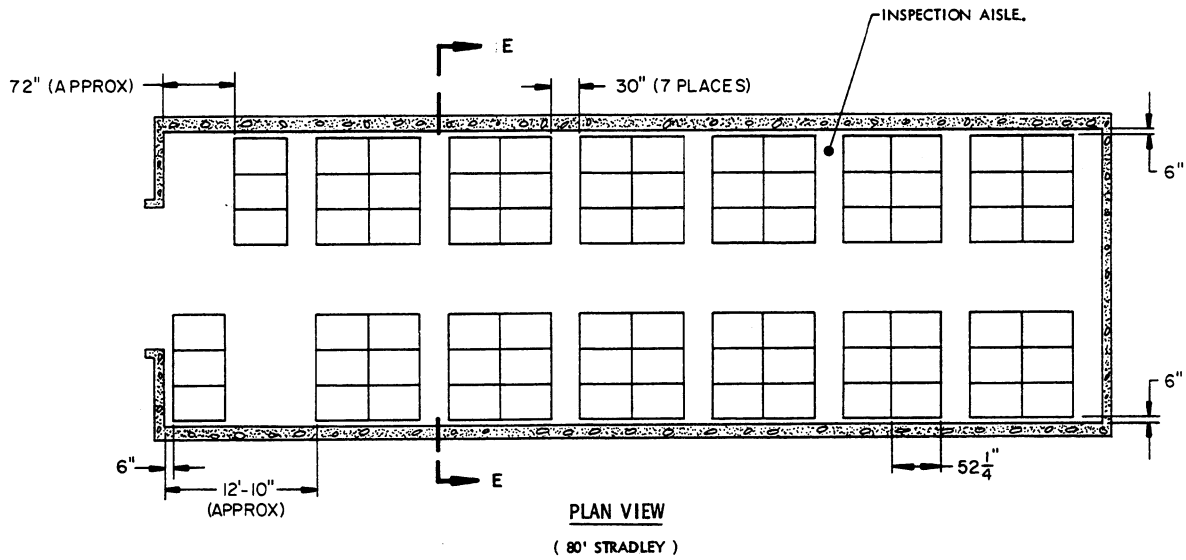 INSPECTION AISLE.
E
72" (APPROX)
30" (7 PLACES)
6"
6"
6"
12'-10"
(APPROX)
E
52 1/4"
PLAN VIEW
( 80' STRADLEY )